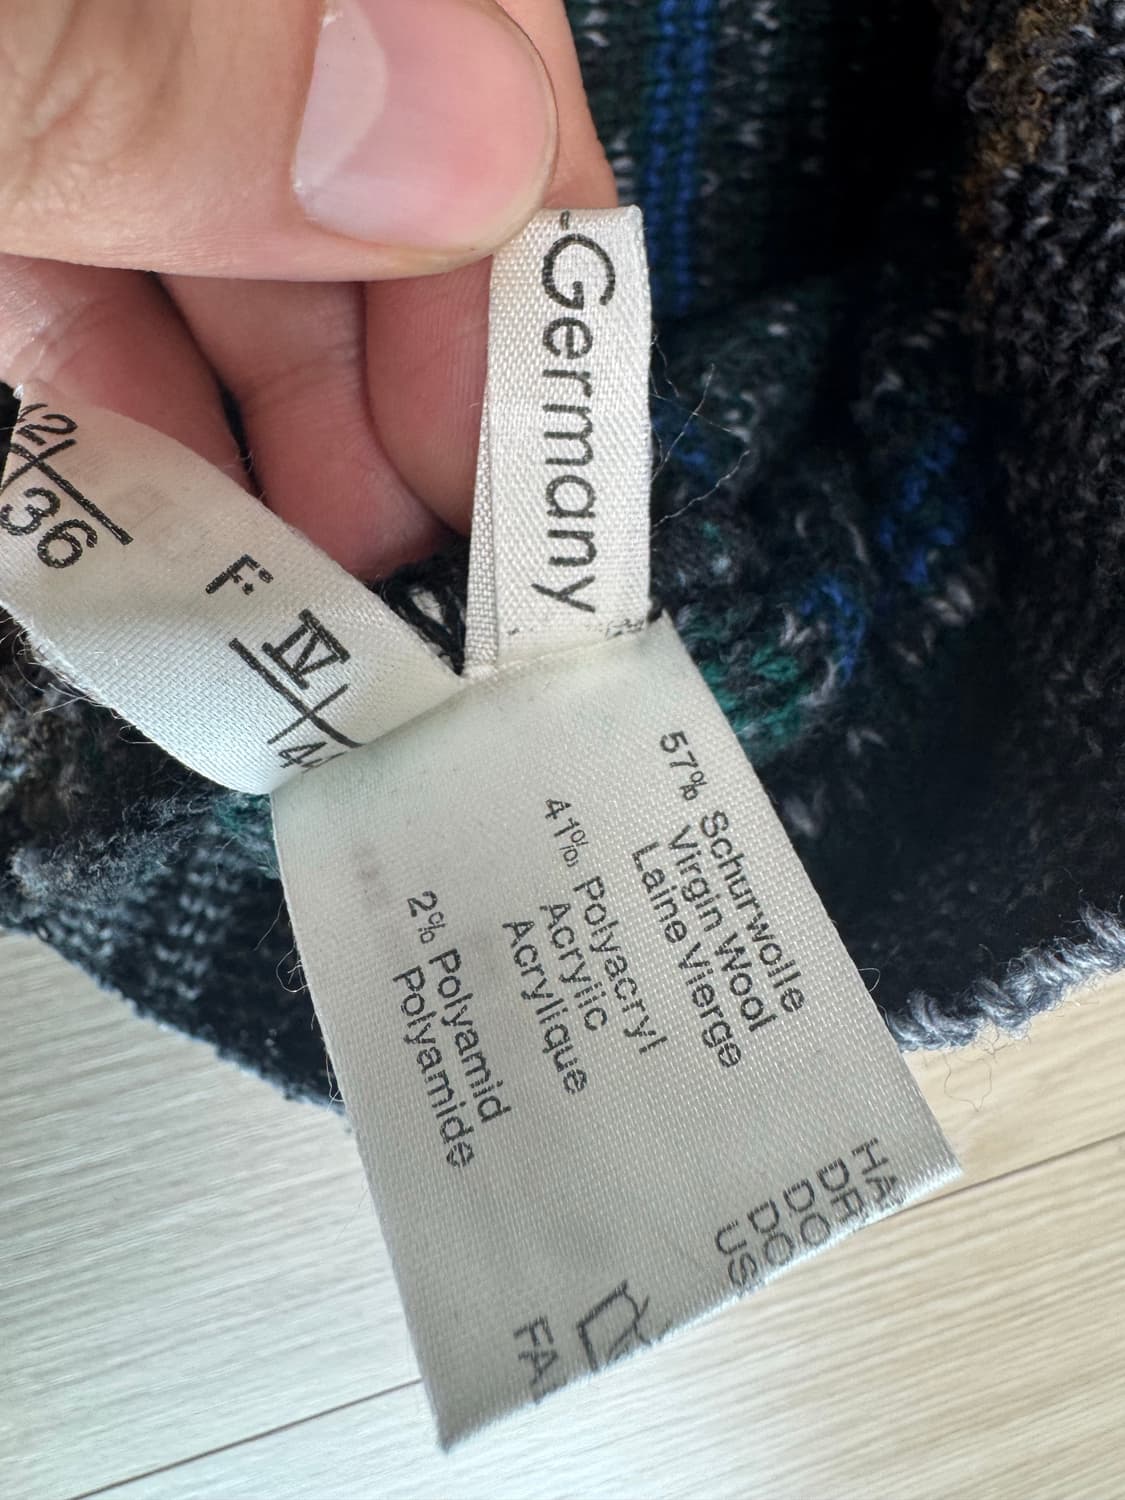 -Germany
36
F:
IV
57% Schurwolle
Virgin Wool
Laine Vierge
41% Polyacryl
Acrylic
Acrylique
2% Polyamid
Polyamide